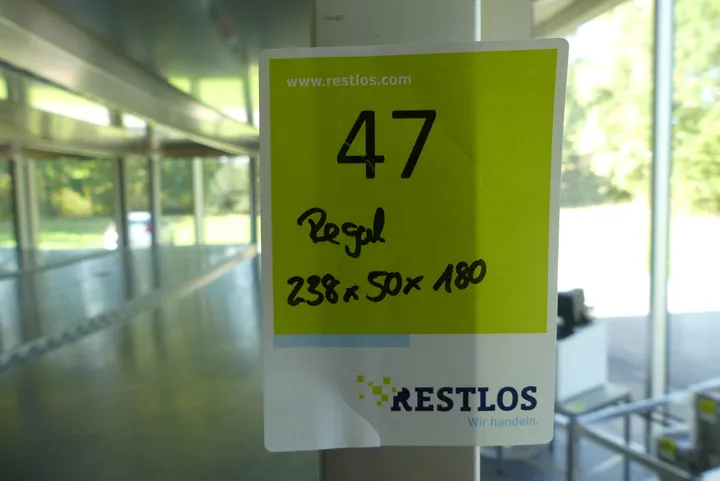 www.restlos.com
47
Regal
238 x 50 x 180
RESTLOS
Wir handeln.